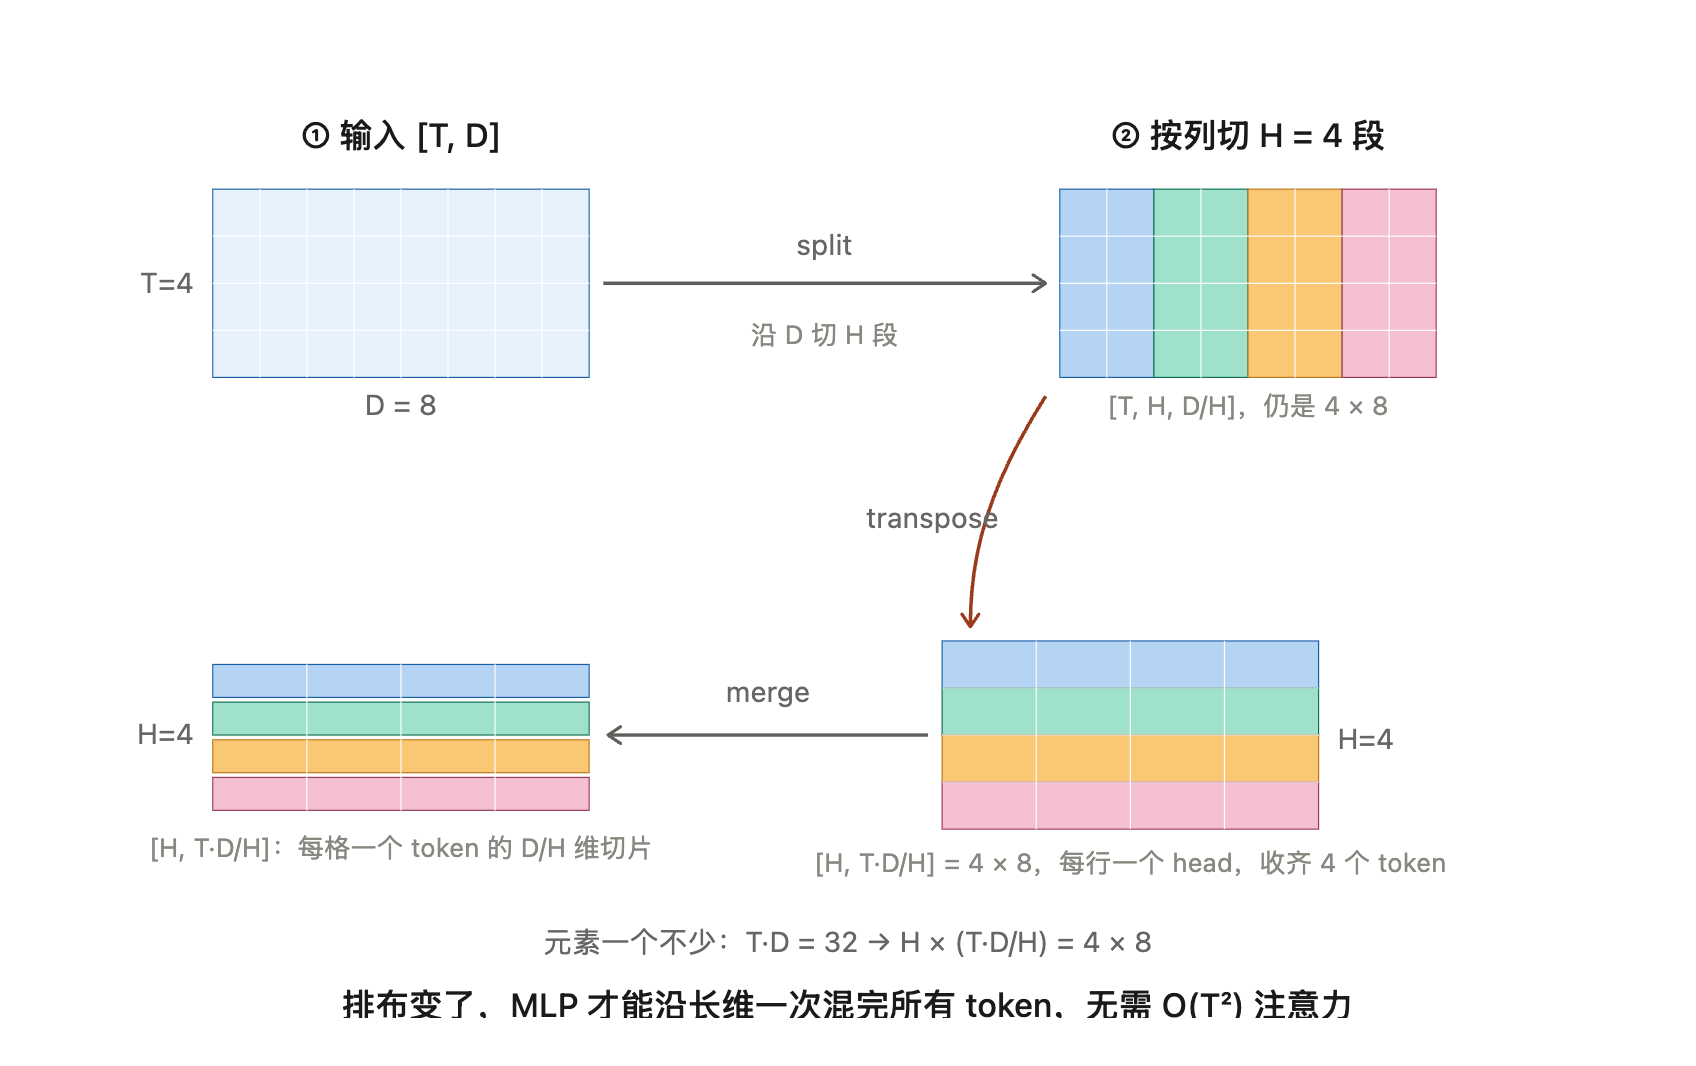 ① 输入 [T, D]
② 按列切 H = 4 段
T=4
split
沿 D 切 H 段
D = 8
[T, H, D/H]，仍是 4 × 8
transpose
H=4
merge
H=4
[H, T·D/H]：每格一个 token 的 D/H 维切片
[H, T·D/H] = 4 × 8，每行一个 head，收齐 4 个 token
元素一个不少：T·D = 32 → H × (T·D/H) = 4 × 8
排布变了，MLP 才能沿长维一次混完所有 token，无需 O(T²) 注意力